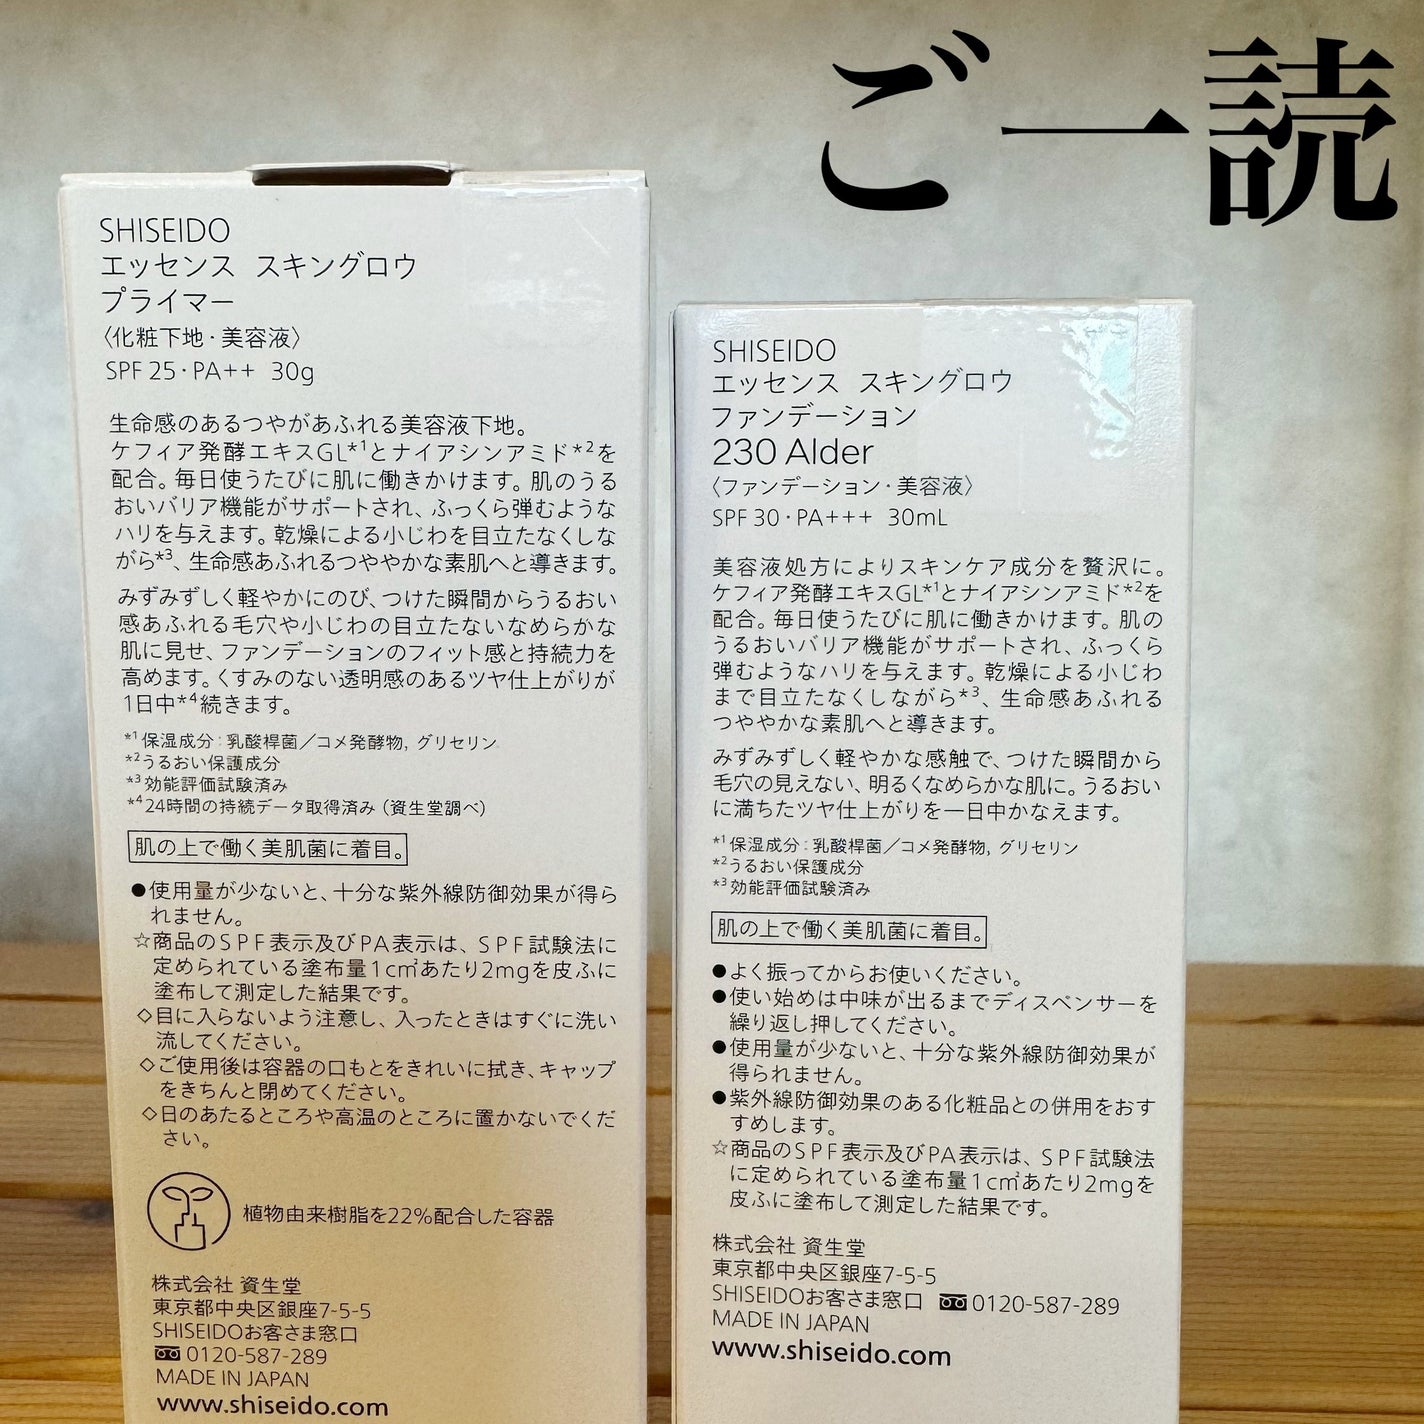 ご一読
SHISEIDO
エッセンス スキングロウ
プライマー
〈化粧下地・美容液〉
SPF 25・PA++ 30g
生命感のあるつやがあふれる美容液下地。
ケフィア発酵エキスGL*1とナイアシンアミド*2を
配合。毎日使うたびに肌に働きかけます。肌のうる
おいバリア機能がサポートされ、ふっくら弾むような
ハリを与えます。乾燥による小じわを目立たなくしな
がら*3、生命感あふれるつややかな素肌へと導きます。
みずみずしく軽やかにのび、つけた瞬間からうるおい
感あふれる毛穴や小じわの目立たないなめらかな
肌に見せ、ファンデーションのフィット感と持続力を
高めます。くすみのない透明感のあるツヤ仕上がりが
1日中*4続きます。
*1保湿成分：乳酸桿菌／コメ発酵物, グリセリン
*2うるおい保護成分
*3効能評価試験済み
*4 24時間の持続データ取得済み（資生堂調べ）
肌の上で働く美肌菌に着目。
●使用量が少ないと、十分な紫外線防御効果が得ら
れません。
☆商品のSPF表示及びPA表示は、SPF試験法に
定められている塗布量1c㎡あたり2mgを皮ふに
塗布して測定した結果です。
◇目に入らないよう注意し、入ったときはすぐに洗い
流してください。
◇ご使用後は容器の口もとをきれいに拭き、キャップ
をきちんと閉めてください。
◇日のあたるところや高温のところに置かないでくだ
さい。
植物由来樹脂を22%配合した容器
株式会社 資生堂
東京都中央区銀座7-5-5
SHISEIDOお客さま窓口
0120-587-289
MADE IN JAPAN
www.shiseido.com
SHISEIDO
エッセンス スキングロウ
ファンデーション
230 Alder
〈ファンデーション・美容液〉
SPF 30・PA+++ 30mL
美容液処方によりスキンケア成分を贅沢に。
ケフィア発酵エキスGL*1とナイアシンアミド*2を
配合。毎日使うたびに肌に働きかけます。肌の
うるおいバリア機能がサポートされ、ふっくら
弾むようなハリを与えます。乾燥による小じわ
まで目立たなくしながら*3、生命感あふれる
つややかな素肌へと導きます。
みずみずしく軽やかな感触で、つけた瞬間から
毛穴の見えない、明るくなめらかな肌に。うるおい
に満ちたツヤ仕上がりを一日中かなえます。
*1保湿成分：乳酸桿菌／コメ発酵物, グリセリン
*2うるおい保護成分
*3効能評価試験済み
肌の上で働く美肌菌に着目。
●よく振ってからお使いください。
●使い始めは中味が出るまでディスペンサーを
繰り返し押してください。
●使用量が少ないと、十分な紫外線防御効果が
得られません。
●紫外線防御効果のある化粧品との併用をおす
すめします。
☆商品のSPF表示及びPA表示は、SPF試験法
に定められている塗布量1c㎡あたり2mgを
皮ふに塗布して測定した結果です。
株式会社 資生堂
東京都中央区銀座7-5-5
SHISEIDOお客さま窓口 0120-587-289
MADE IN JAPAN
www.shiseido.com